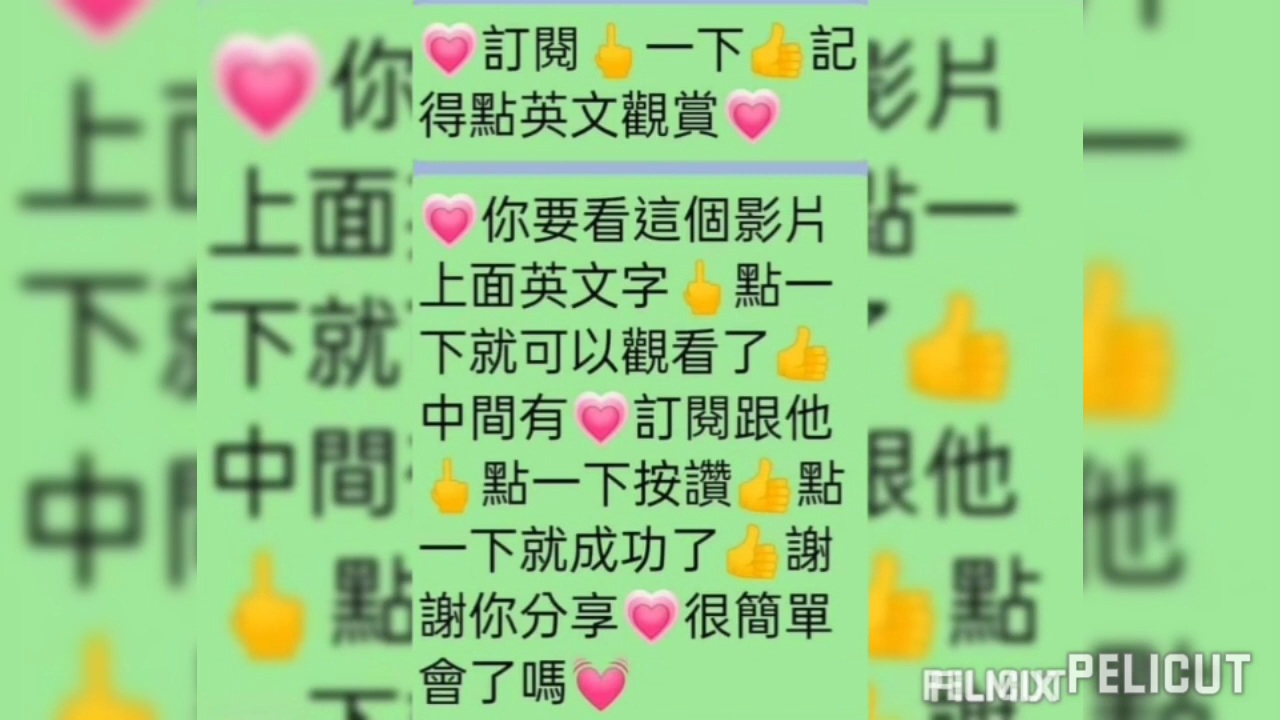 💗訂閱🖕一下👍記
得點英文觀賞💗
💗你要看這個影片
上面英文字🖕點一
下就可以觀看了👍
中間有💗訂閱跟他
🖕點一下按讚👍點
一下就成功了👍謝
謝你分享💗很簡單
會了嗎💓
PELICUT